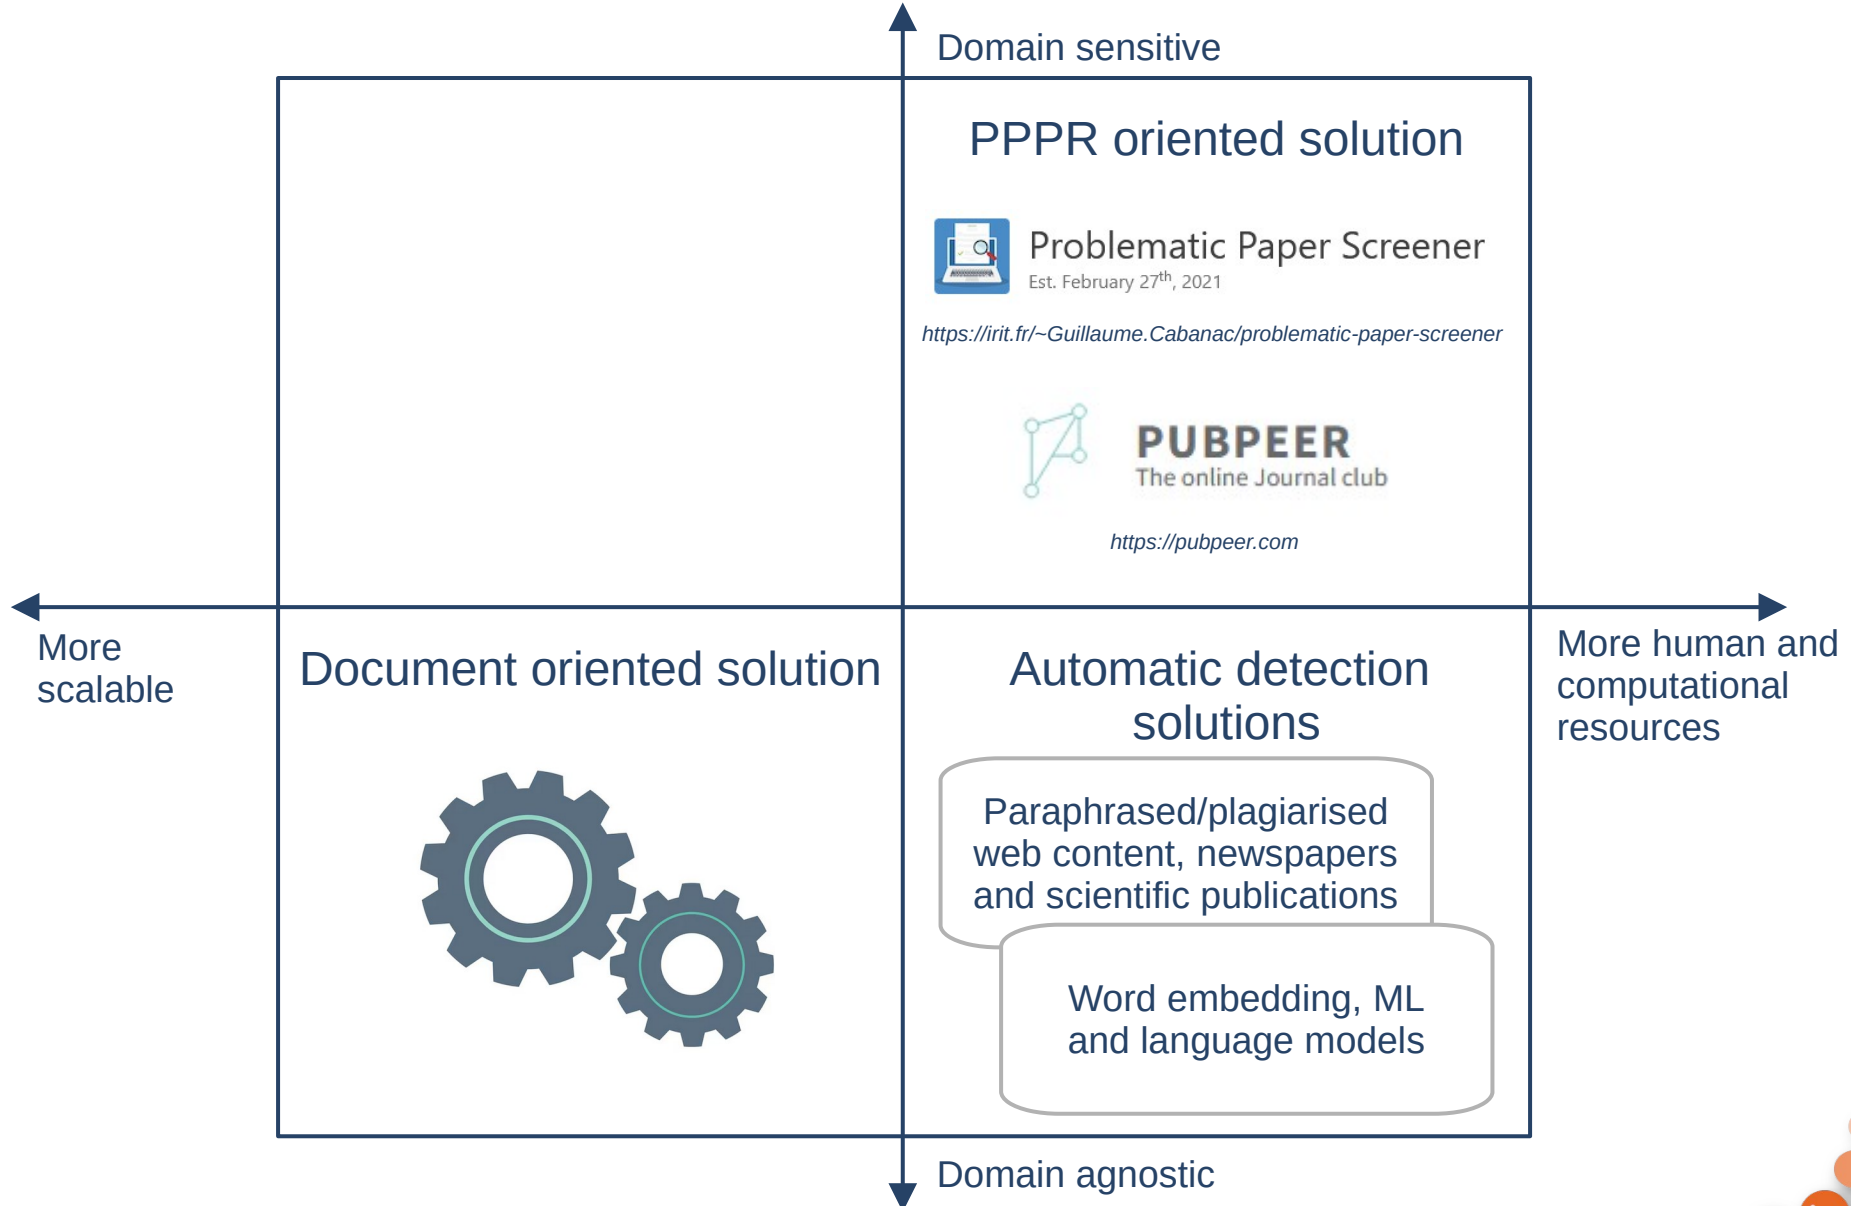 Domain sensitive
PPPR oriented solution
Problematic Paper Screener
Est. February 27th, 2021
https://irit.fr/~Guillaume.Cabanac/problematic-paper-screener
PUBPEER
The online Journal club
https://pubpeer.com
More
scalable
Document oriented solution
Automatic detection
solutions
More human and
computational
resources
Paraphrased/plagiarised
web content, newspapers
and scientific publications
Word embedding, ML
and language models
Domain agnostic